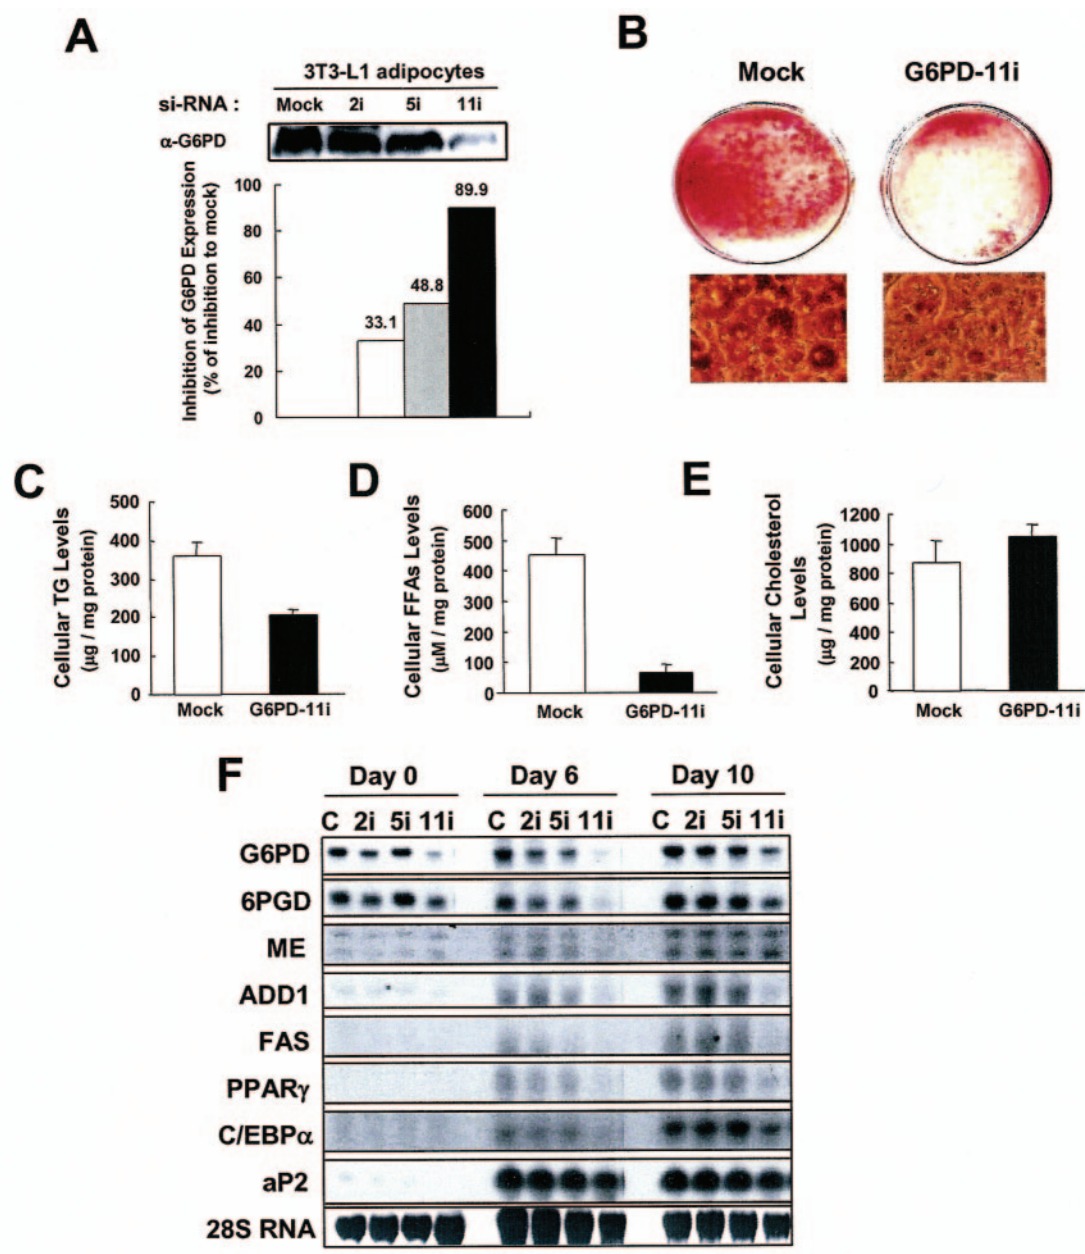 A
3T3-L1 adipocytes
si-RNA : Mock 2i 5i 11i
α-G6PD
Inhibition of G6PD Expression
(% of inhibition to mock)
100
80
60
40
20
0
33.1
48.8
89.9
B
Mock G6PD-11i
C
Cellular TG Levels
(μg / mg protein)
500
400
300
200
100
0
Mock G6PD-11i
D
Cellular FFAs Levels
(μM / mg protein)
600
500
400
300
200
100
0
Mock G6PD-11i
E
Cellular Cholesterol
Levels
(μg / mg protein)
1200
1000
800
600
400
200
0
Mock G6PD-11i
F
Day 0 Day 6 Day 10
C 2i 5i 11i C 2i 5i 11i C 2i 5i 11i
G6PD
6PGD
ME
ADD1
FAS
PPARγ
C/EBPα
aP2
28S RNA